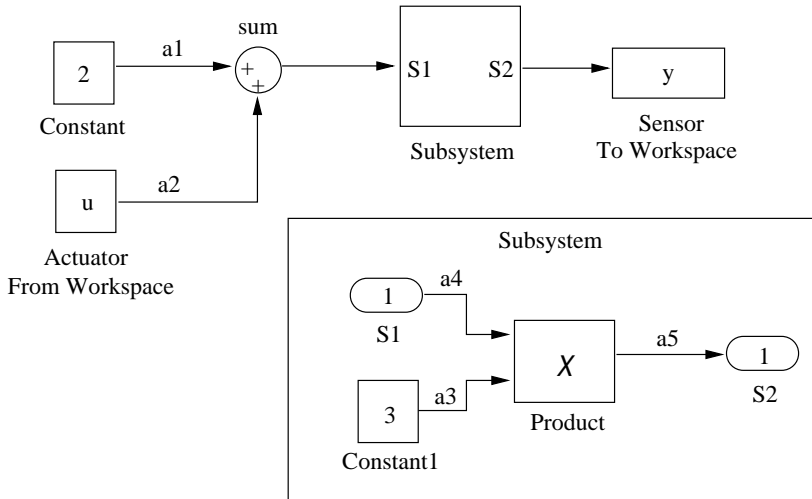 sum
2
a1
+
+
S1
S2
y
Constant
Subsystem
Sensor
To Workspace
u
a2
Actuator
From Workspace
Subsystem
1
a4
S1
X
a5
1
S2
3
a3
Product
Constant1